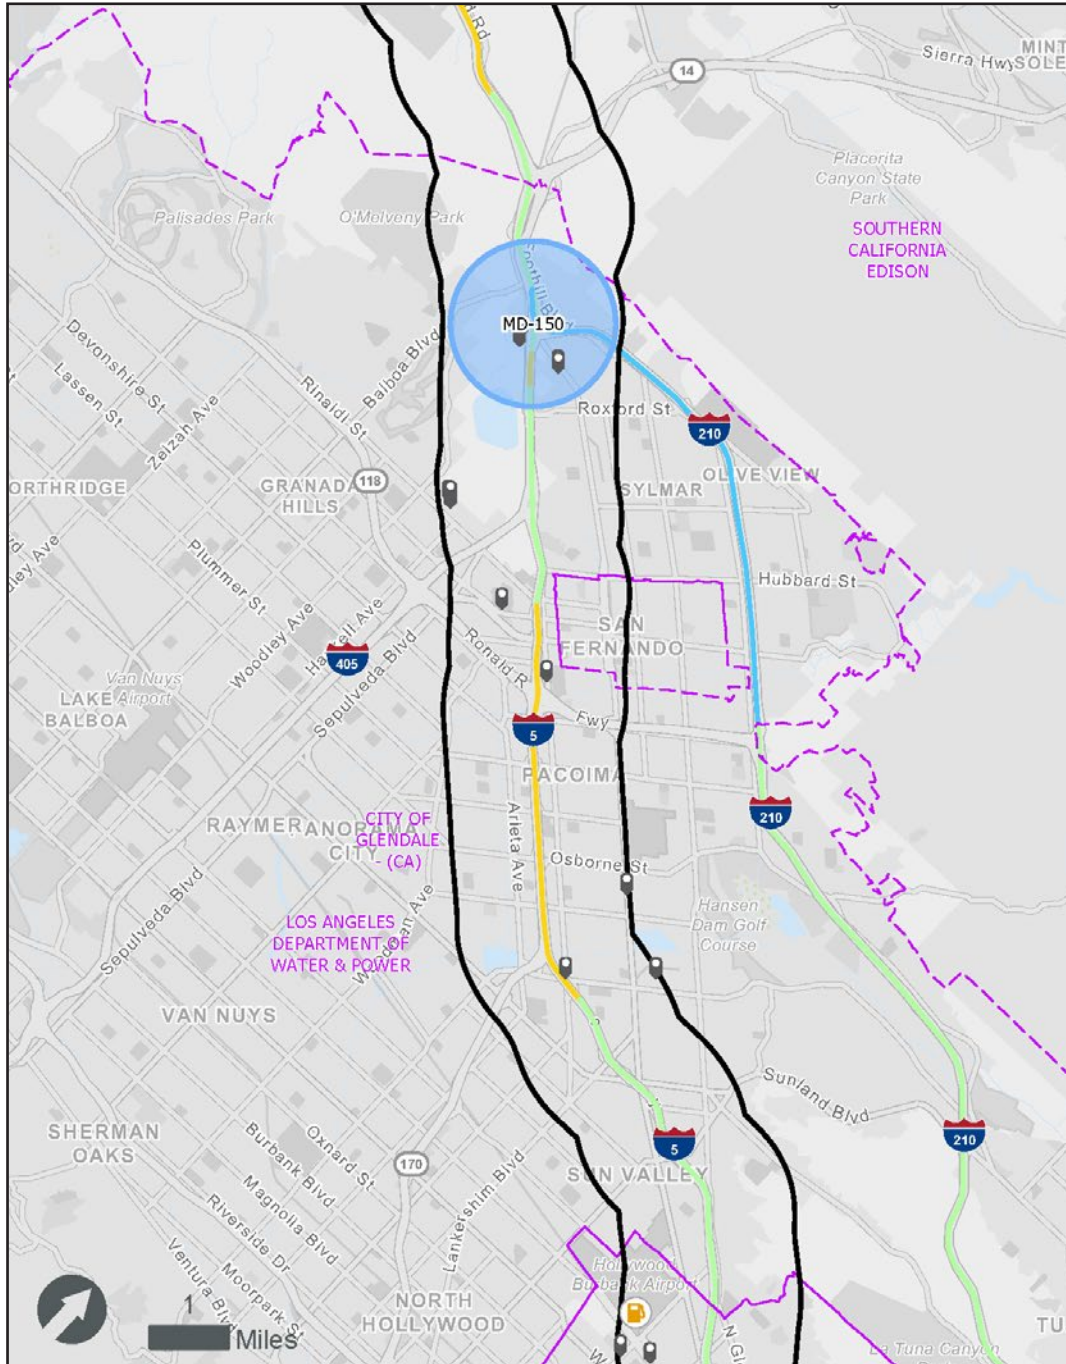 d Rd
14
Sierra Hwy
MINT
SOLE
Placerita
Canyon State
Park
Palisades Park
O'Melveny Park
SOUTHERN
CALIFORNIA
EDISON
Foothill Blvd
MD-150
Devonshire St
Lassen St
Zelzah Ave
Rinaldi St
Balboa Blvd
Roxford St
210
OLIVE VIEW
SYLMAR
ORTHRIDGE
GRANADA
HILLS
118
Plummer St
Woodley Ave
Hubbard St
SAN
FERNANDO
405
Sepulveda Blvd
Ronald R
Fwy
Van Nuys
Airport
LAKE
BALBOA
5
PACOIMA
210
RAYMER
ANORAMA
CITY
CITY OF
GLENDALE
- (CA)
Arleta Ave
Osborne St
Hansen
Dam Golf
Course
Sepulveda Blvd
LOS ANGELES
DEPARTMENT OF
WATER & POWER
VAN NUYS
Sunland Blvd
SHERMAN
OAKS
Burbank Blvd
Oxnard St
Magnolia Blvd
Riverside Dr
Moorpark St
Ventura Blv
170
Lankershim Blvd
5
SUN VALLEY
210
Hollywood
Burbank Airport
NORTH
HOLLYWOOD
N Gl
TU
La Tuna Canyon
1
Miles